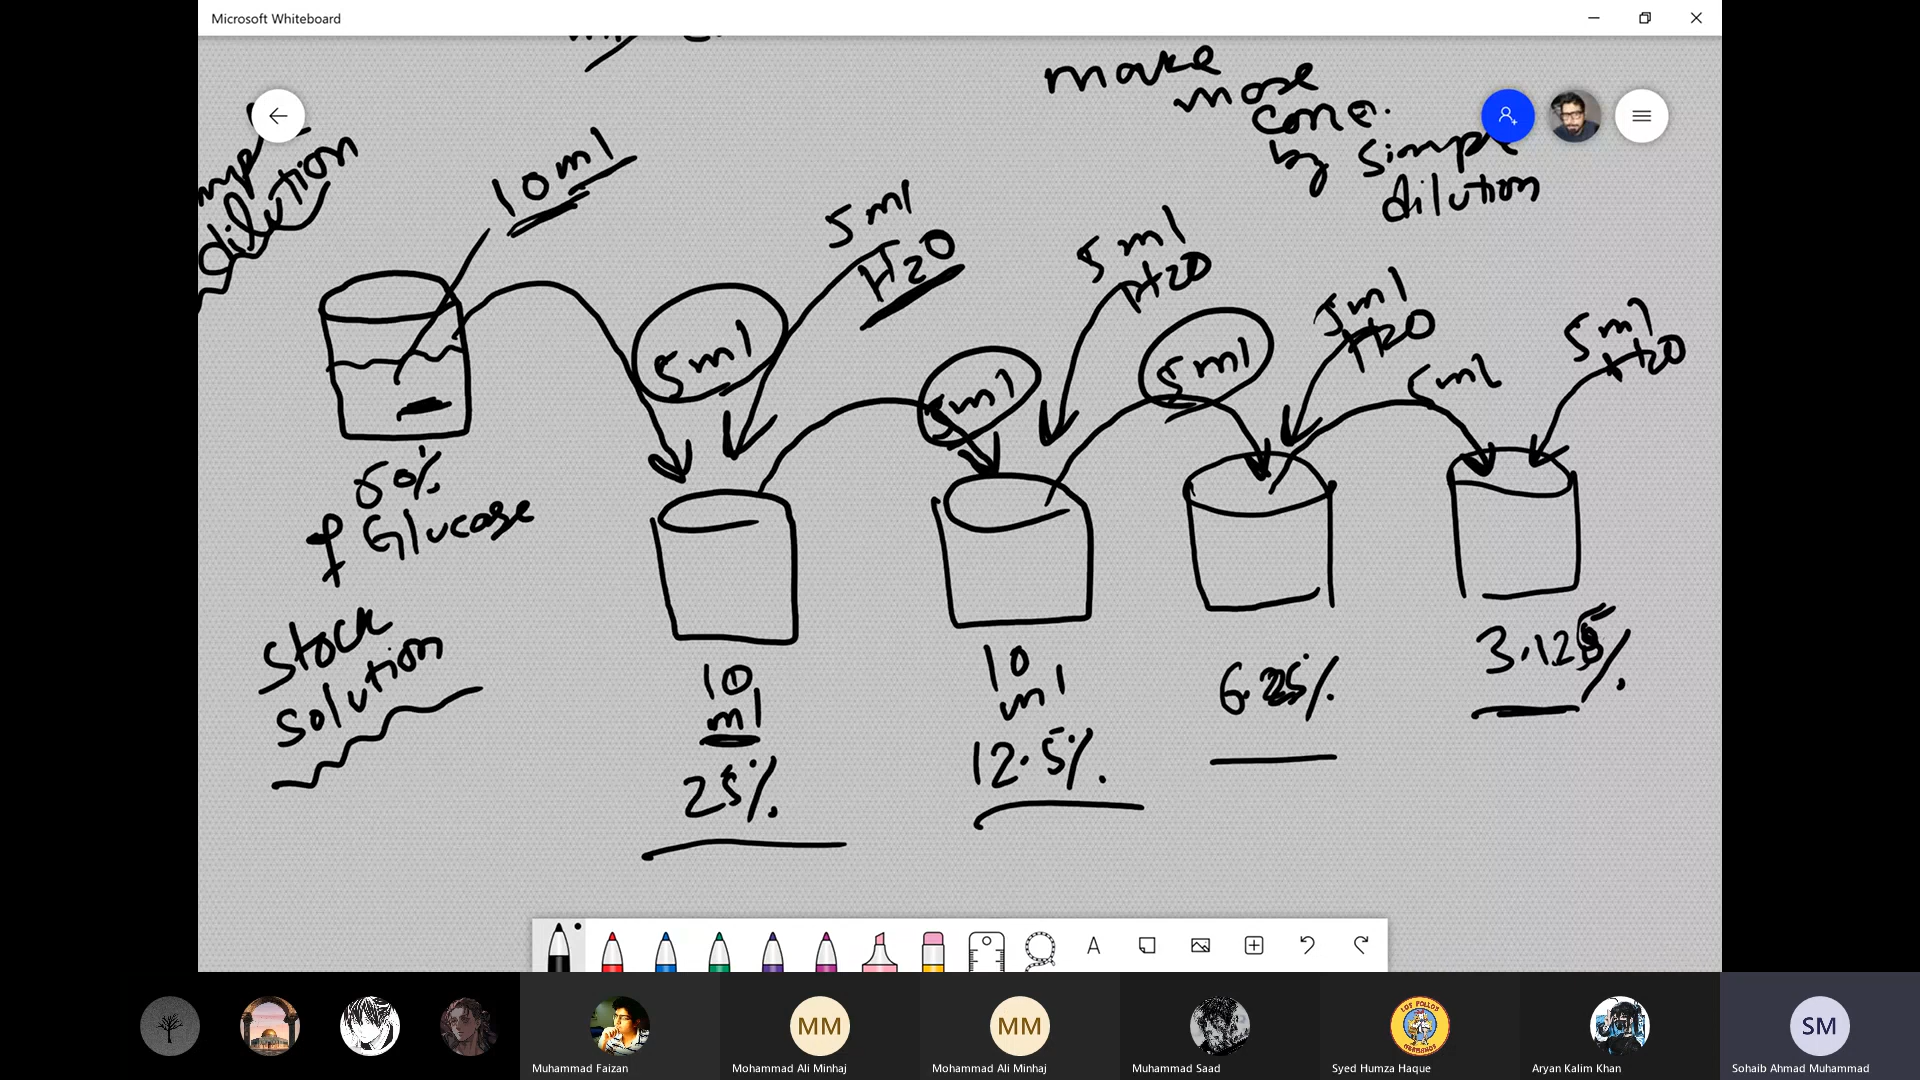 Microsoft Whiteboard
make
more
conc.
by simple
dilution
dilution
10ml
5ml
H2O
5ml
H2O
5ml
H2O
5ml
H2O
5ml
5ml
5ml
5ml
50%
of Glucose
Stock
Solution
10
ml
25%
10
ml
12.5%
6.25%
3.125%
A
MM
MM
SM
Muhammad Faizan
Mohammad Ali Minhaj
Mohammad Ali Minhaj
Muhammad Saad
Syed Humza Haque
Aryan Kalim Khan
Sohaib Ahmad Muhammad
LOS POLLOS
HERMANOS